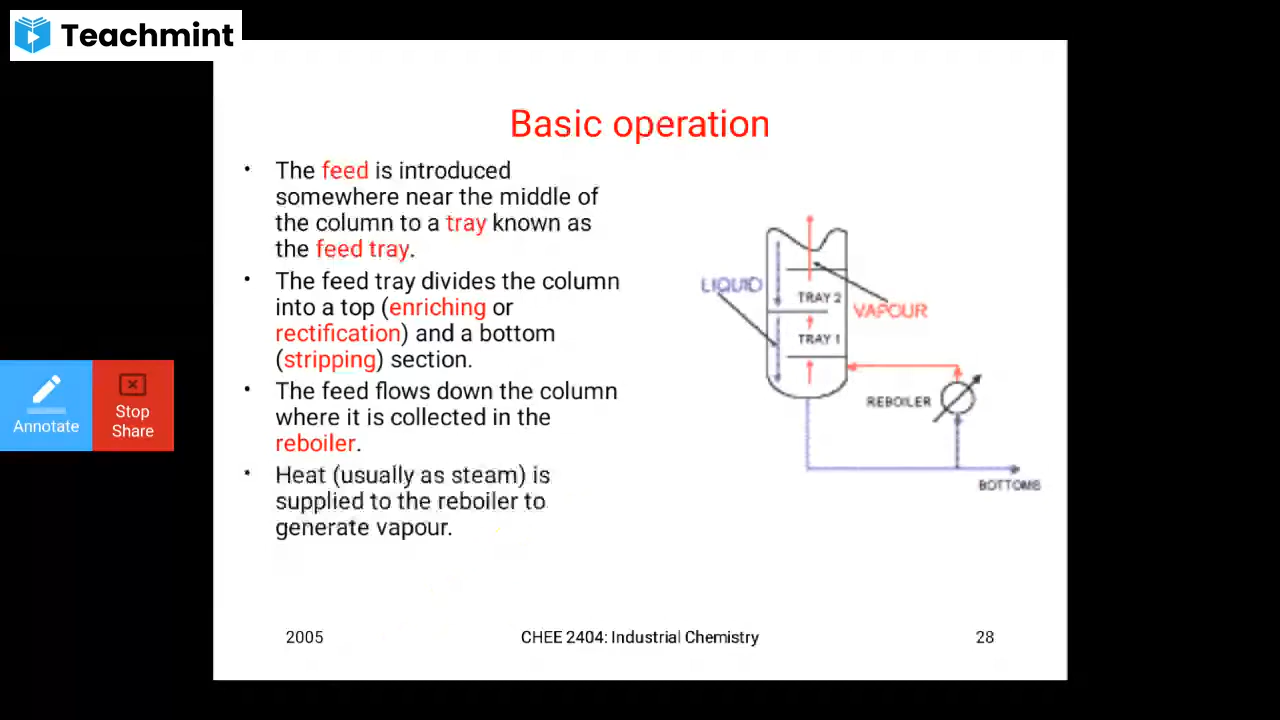 Teachmint
Basic operation
• The feed is introduced
somewhere near the middle of
the column to a tray known as
the feed tray.
• The feed tray divides the column
into a top (enriching or
rectification) and a bottom
(stripping) section.
• The feed flows down the column
where it is collected in the
reboiler.
• Heat (usually as steam) is
supplied to the reboiler to
generate vapour.
LIQUID
TRAY 2
VAPOUR
TRAY 1
REBOILER
BOTTOMS
Annotate
Stop
Share
2005
CHEE 2404: Industrial Chemistry
28